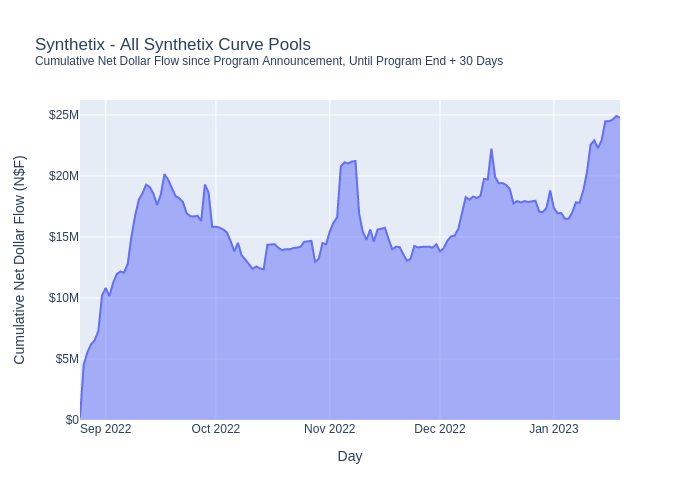 Synthetix - All Synthetix Curve Pools
Cumulative Net Dollar Flow since Program Announcement, Until Program End + 30 Days
Cumulative Net Dollar Flow (N$F)
$25M
$20M
$15M
$10M
$5M
$0
Sep 2022
Oct 2022
Nov 2022
Dec 2022
Jan 2023
Day